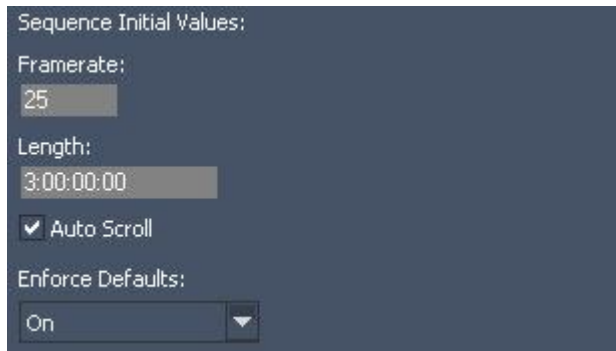 Sequence Initial Values:
Framerate:
25
Length:
3:00:00:00
Auto Scroll
Enforce Defaults:
On